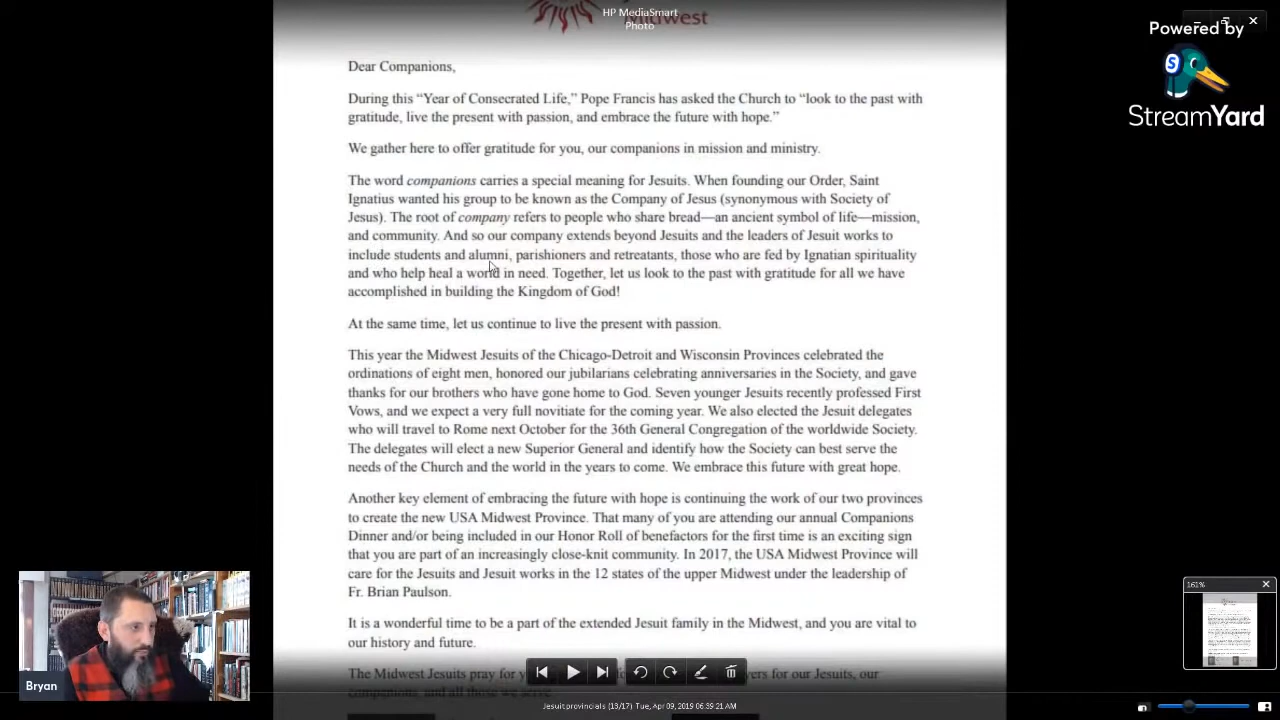 HP MediaSmart
Photo
Midwest
Powered by
S
StreamYard
Dear Companions,
During this “Year of Consecrated Life,” Pope Francis has asked the Church to “look to the past with
gratitude, live the present with passion, and embrace the future with hope.”
We gather here to offer gratitude for you, our companions in mission and ministry.
The word companions carries a special meaning for Jesuits. When founding our Order, Saint
Ignatius wanted his group to be known as the Company of Jesus (synonymous with Society of
Jesus). The root of company refers to people who share bread—an ancient symbol of life—mission,
and community. And so our company extends beyond Jesuits and the leaders of Jesuit works to
include students and alumni, parishioners and retreatants, those who are fed by Ignatian spirituality
and who help heal a world in need. Together, let us look to the past with gratitude for all we have
accomplished in building the Kingdom of God!
At the same time, let us continue to live the present with passion.
This year the Midwest Jesuits of the Chicago-Detroit and Wisconsin Provinces celebrated the
ordinations of eight men, honored our jubilarians celebrating anniversaries in the Society, and gave
thanks for our brothers who have gone home to God. Seven younger Jesuits recently professed First
Vows, and we expect a very full novitiate for the coming year. We also elected the Jesuit delegates
who will travel to Rome next October for the 36th General Congregation of the worldwide Society.
The delegates will elect a new Superior General and identify how the Society can best serve the
needs of the Church and the world in the years to come. We embrace this future with great hope.
Another key element of embracing the future with hope is continuing the work of our two provinces
to create the new USA Midwest Province. That many of you are attending our annual Companions
Dinner and/or being included in our Honor Roll of benefactors for the first time is an exciting sign
that you are part of an increasingly close-knit community. In 2017, the USA Midwest Province will
care for the Jesuits and Jesuit works in the 12 states of the upper Midwest under the leadership of
Fr. Brian Paulson.
It is a wonderful time to be a part of the extended Jesuit family in the Midwest, and you are vital to
our history and future.
The Midwest Jesuits pray for ers for our Jesuits, our
companions, and all those we serve.
161%
Bryan
Jesuit provincials (13/17) Tue, Apr 09, 2019 06:39:21 AM